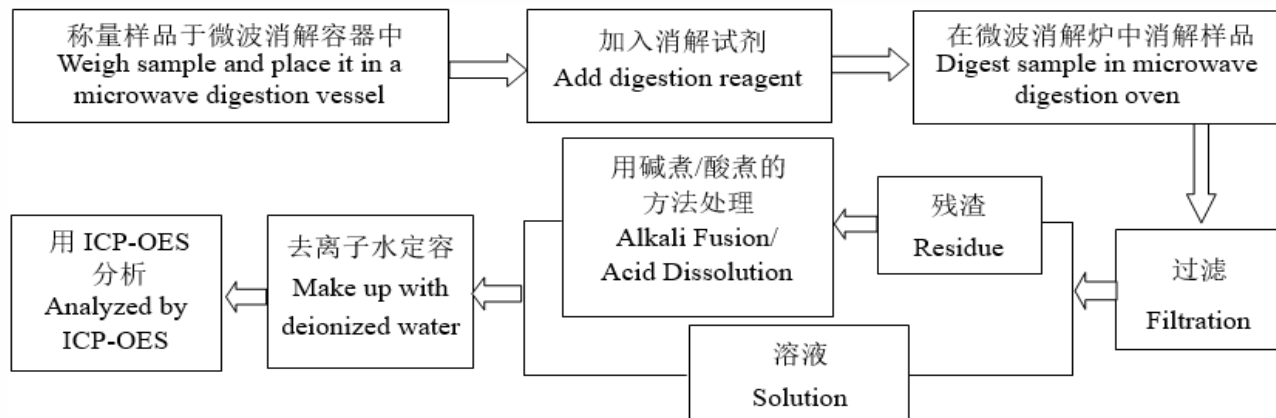 称量样品于微波消解容器中
Weigh sample and place it in a
microwave digestion vessel
加入消解试剂
Add digestion reagent
在微波消解炉中消解样品
Digest sample in microwave
digestion oven
过滤
Filtration
残渣
Residue
用碱煮/酸煮的
方法处理
Alkali Fusion/
Acid Dissolution
溶液
Solution
去离子水定容
Make up with
deionized water
用 ICP-OES
分析
Analyzed by
ICP-OES